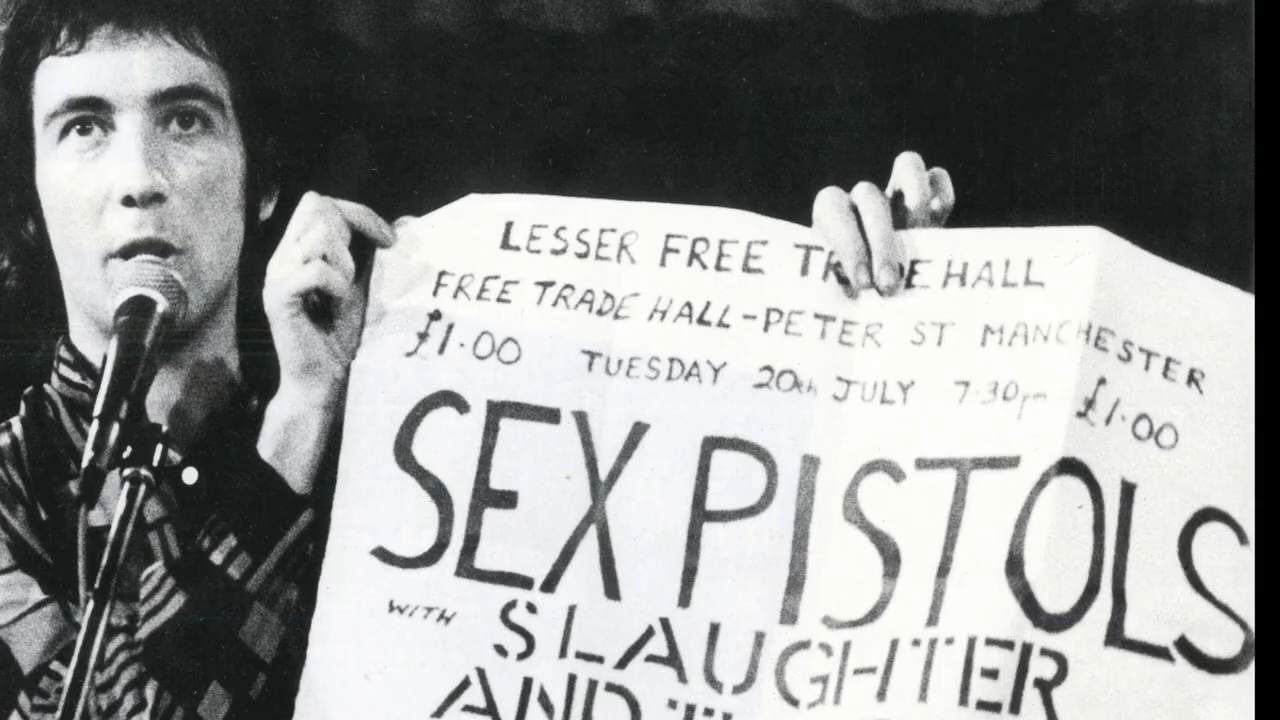 LESSER FREE TRADE HALL
FREE TRADE HALL-PETER ST MANCHESTER
£1.00 TUESDAY 20th JULY 7.30pm £1.00
SEX PISTOLS
WITH SLAUGHTER
AND